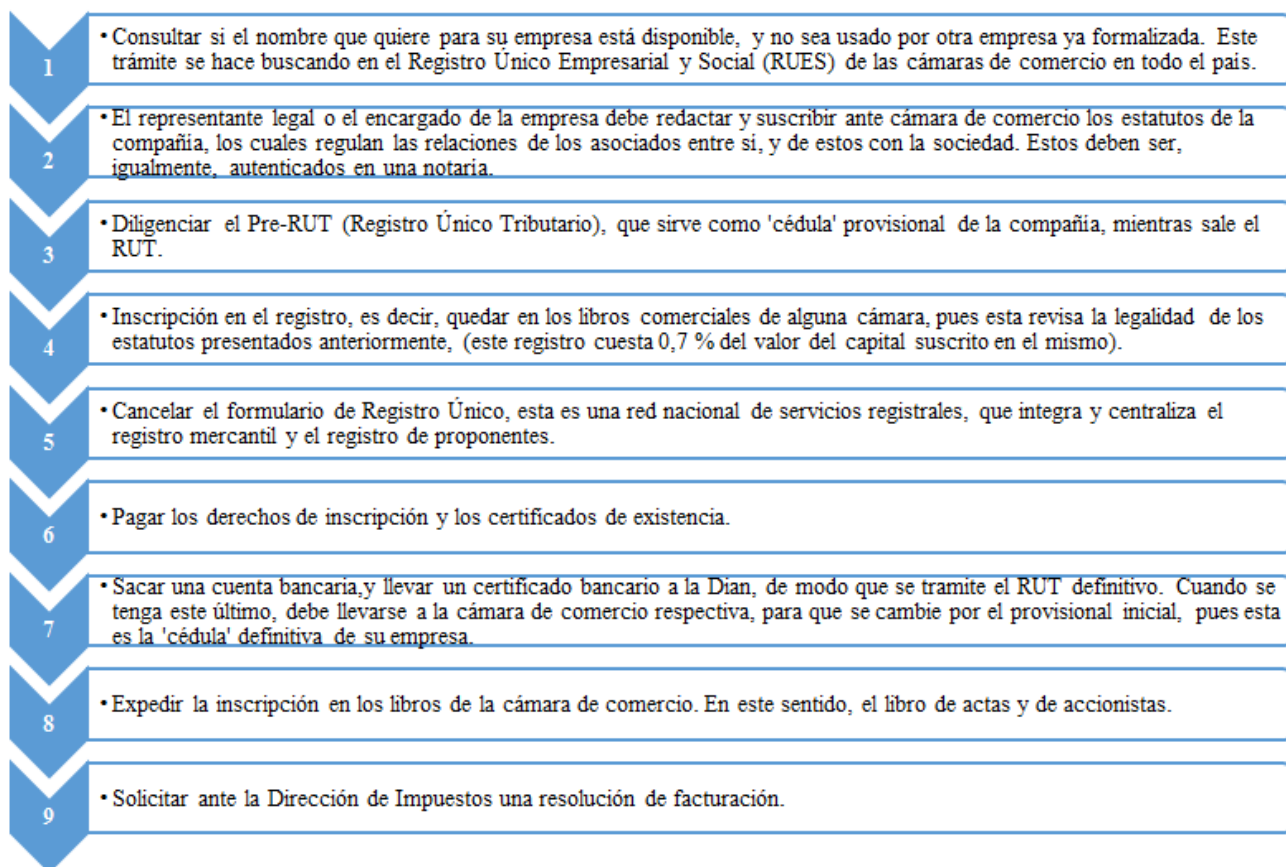 1
• Consultar si el nombre que quiere para su empresa está disponible, y no sea usado por otra empresa ya formalizada. Este
trámite se hace buscando en el Registro Único Empresarial y Social (RUES) de las cámaras de comercio en todo el país.
2
• El representante legal o el encargado de la empresa debe redactar y suscribir ante cámara de comercio los estatutos de la
compañía, los cuales regulan las relaciones de los asociados entre sí, y de estos con la sociedad. Estos deben ser,
igualmente, autenticados en una notaría.
3
• Diligenciar el Pre-RUT (Registro Único Tributario), que sirve como 'cédula' provisional de la compañía, mientras sale el
RUT.
4
• Inscripción en el registro, es decir, quedar en los libros comerciales de alguna cámara, pues esta revisa la legalidad de los
estatutos presentados anteriormente, (este registro cuesta 0,7 % del valor del capital suscrito en el mismo).
5
• Cancelar el formulario de Registro Único, esta es una red nacional de servicios registrales, que integra y centraliza el
registro mercantil y el registro de proponentes.
6
• Pagar los derechos de inscripción y los certificados de existencia.
7
• Sacar una cuenta bancaria,y llevar un certificado bancario a la Dian, de modo que se tramite el RUT definitivo. Cuando se
tenga este último, debe llevarse a la cámara de comercio respectiva, para que se cambie por el provisional inicial, pues esta
es la 'cédula' definitiva de su empresa.
8
• Expedir la inscripción en los libros de la cámara de comercio. En este sentido, el libro de actas y de accionistas.
9
• Solicitar ante la Dirección de Impuestos una resolución de facturación.